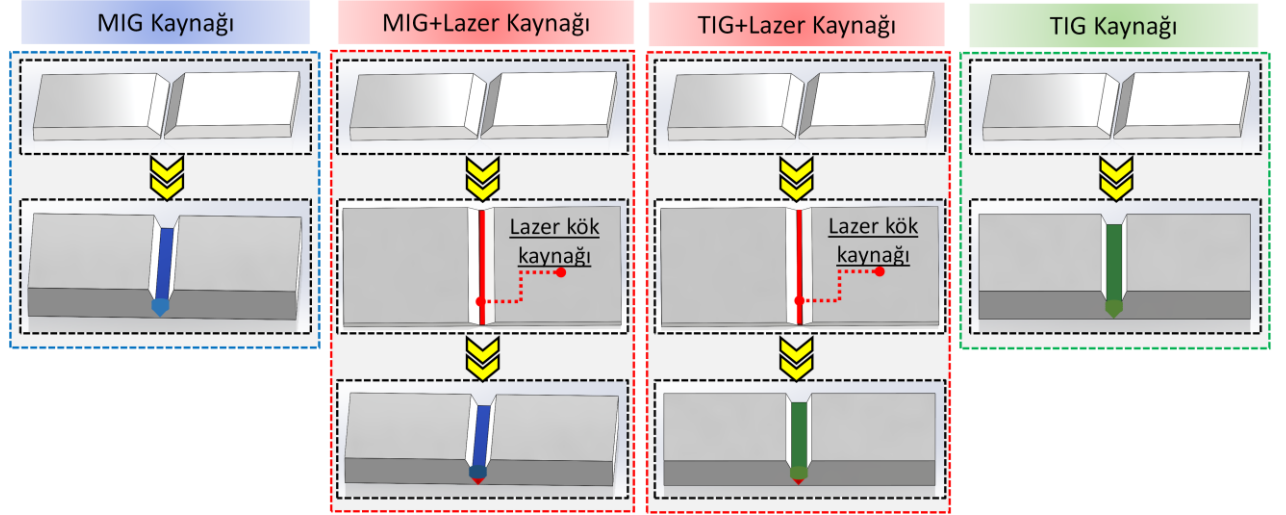 MIG Kaynağı
MIG+Lazer Kaynağı
TIG+Lazer Kaynağı
TIG Kaynağı
Lazer kök
kaynağı
Lazer kök
kaynağı